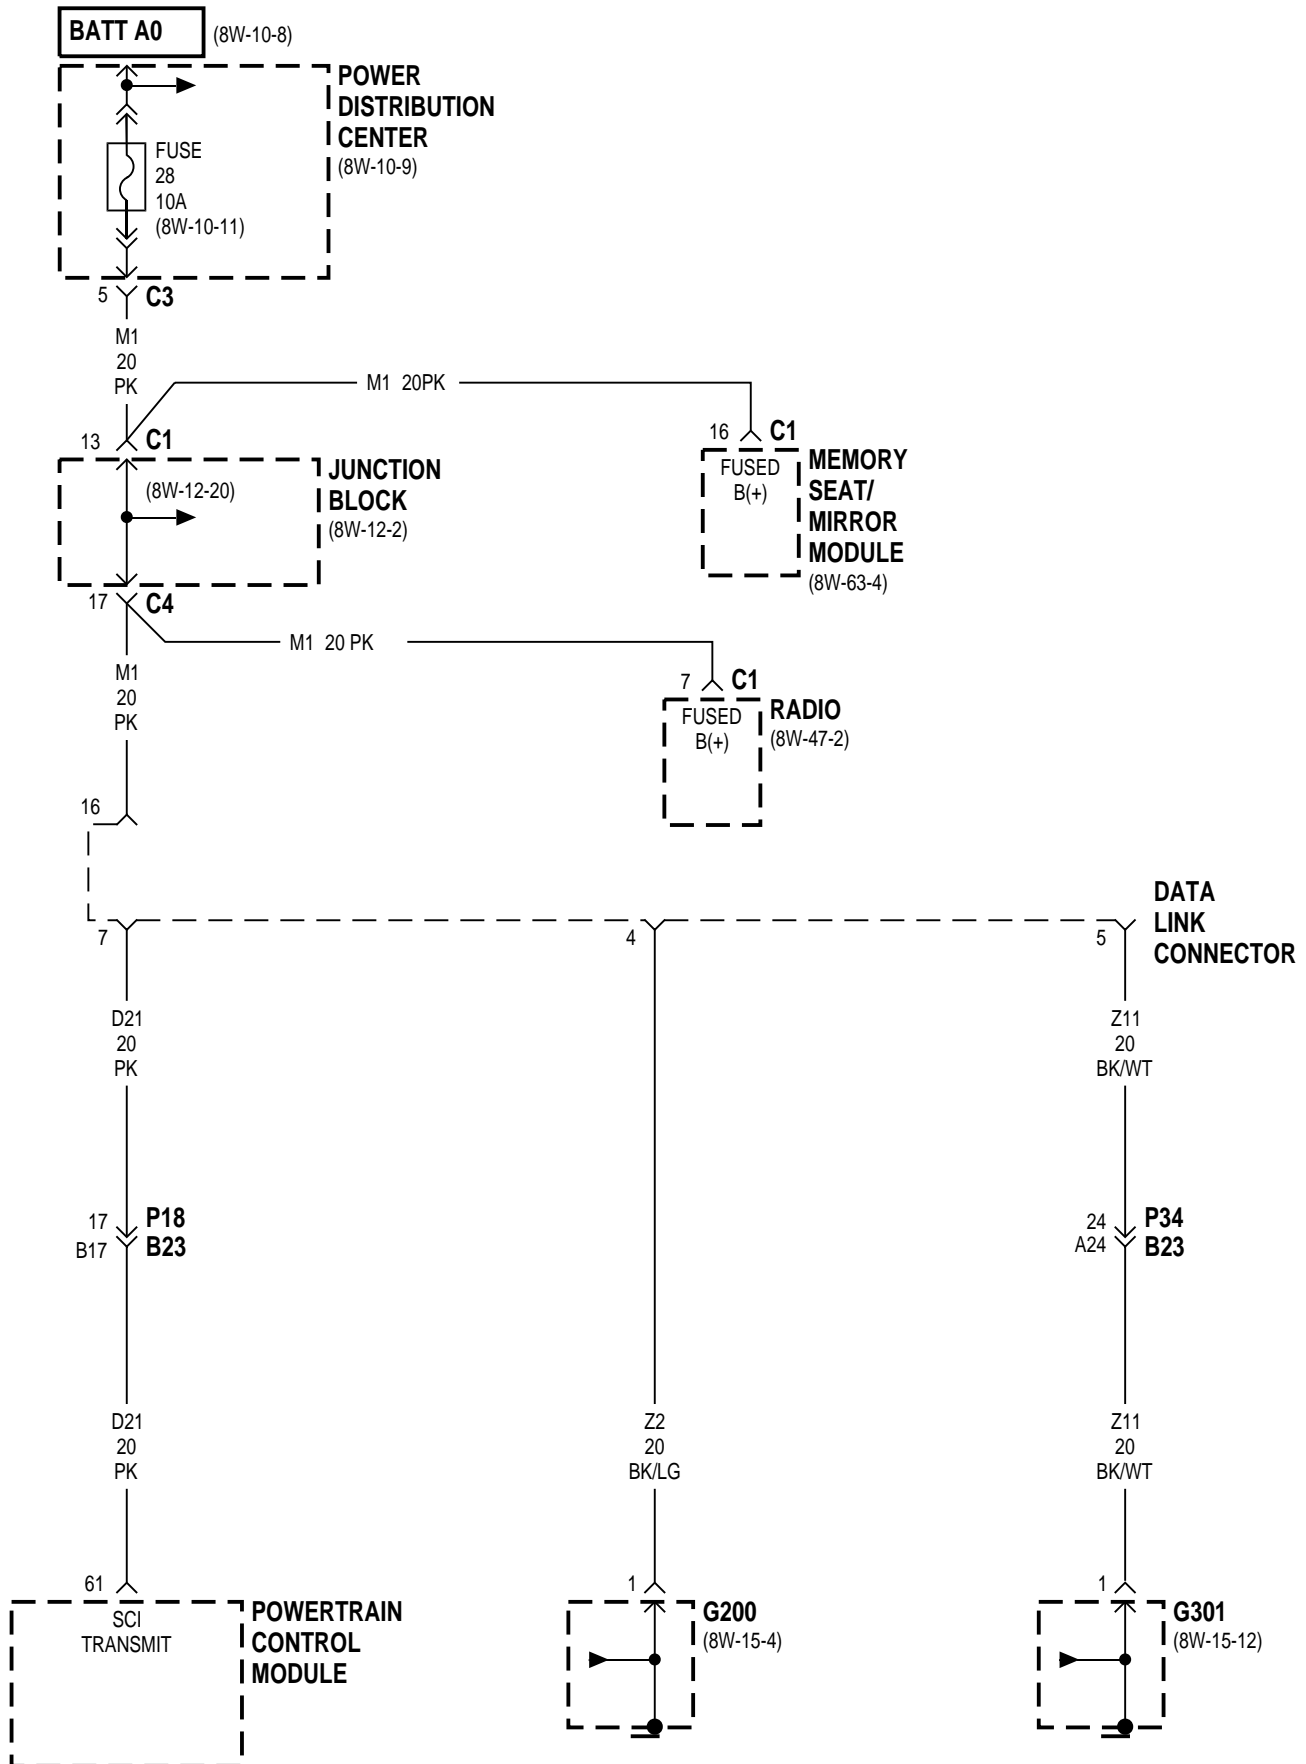 BATT A0 (8W-10-8)
POWER
DISTRIBUTION
CENTER
(8W-10-9)
FUSE
28
10A
(8W-10-11)
5 C3
M1
20
PK
M1 20PK
13 C1
16 C1
JUNCTION
BLOCK
(8W-12-2)
(8W-12-20)
FUSED
B(+)
MEMORY
SEAT/
MIRROR
MODULE
(8W-63-4)
17 C4
M1 20 PK
M1
20
PK
7 C1
FUSED
B(+)
RADIO
(8W-47-2)
16
DATA
LINK
CONNECTOR
7
4
5
D21
20
PK
Z11
20
BK/WT
17 P18
B17 B23
24 P34
A24 B23
D21
20
PK
Z2
20
BK/LG
Z11
20
BK/WT
61
1
1
SCI
TRANSMIT
POWERTRAIN
CONTROL
MODULE
G200
(8W-15-4)
G301
(8W-15-12)